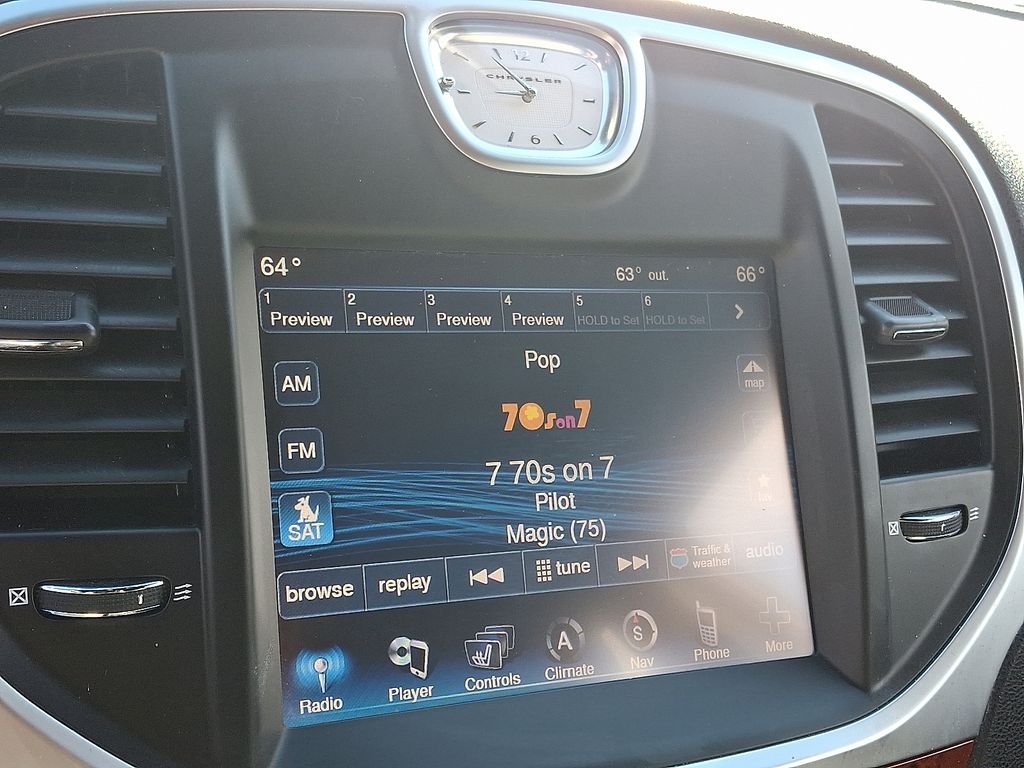 12
CHRYSLER
6
64° 63° out. 66°
1 2 3 4 5 6
Preview Preview Preview Preview HOLD to Set HOLD to Set >
Pop
AM
map
70s on 7
FM
7 70s on 7
fav
SAT
Pilot
Magic (75)
browse replay tune Traffic & weather audio
Radio Player Controls A Climate S Nav Phone More